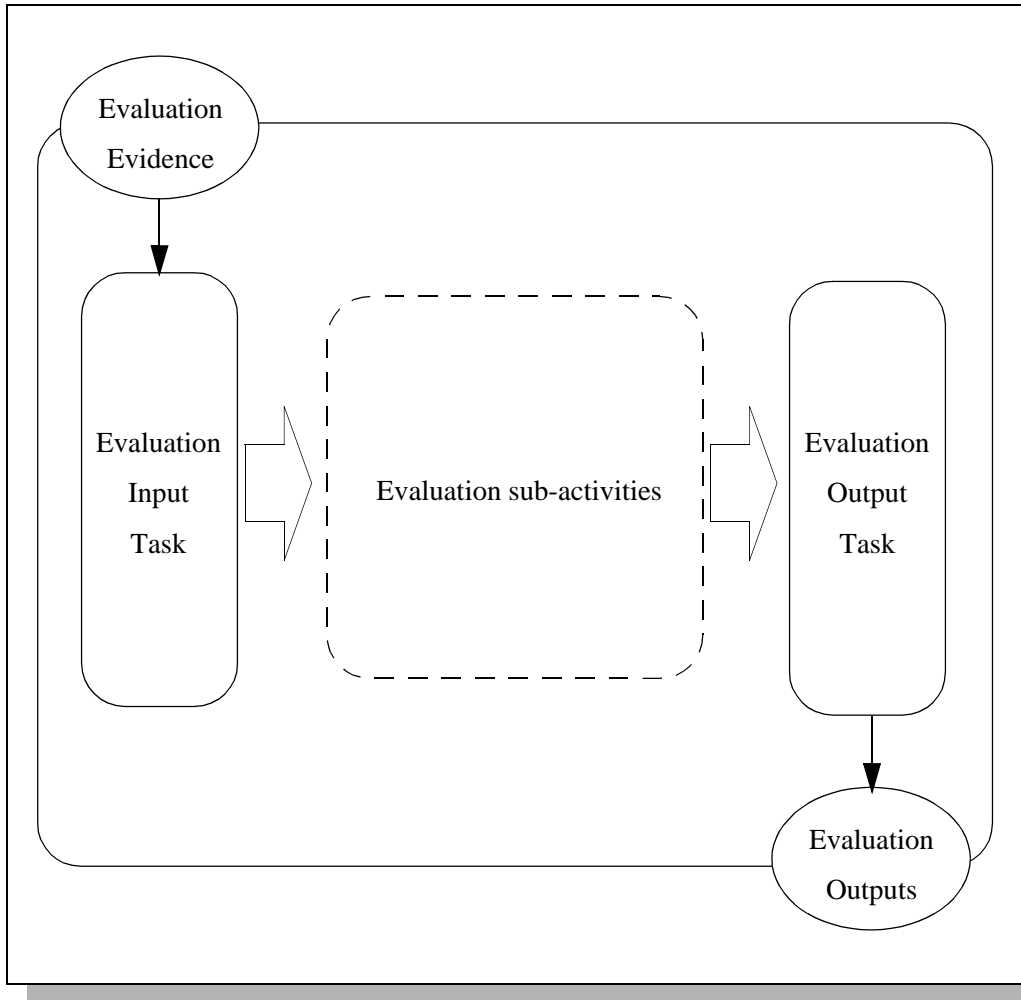 Evaluation
Evidence
Evaluation
Input
Task
Evaluation sub-activities
Evaluation
Output
Task
Evaluation
Outputs